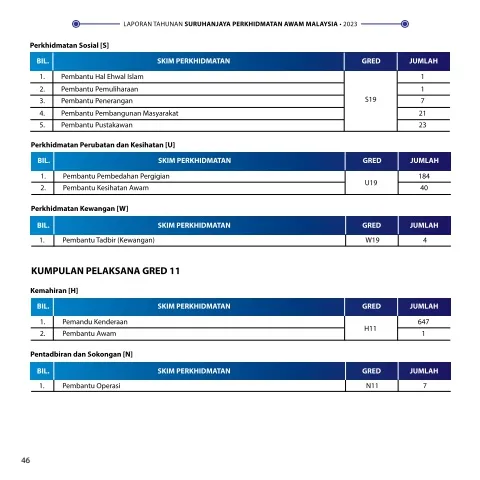 LAPORAN TAHUNAN SURUHANJAYA PERKHIDMATAN AWAM MALAYSIA • 2023
Perkhidmatan Sosial [S]
BIL. SKIM PERKHIDMATAN GRED JUMLAH
1. Pembantu Hal Ehwal Islam S19 1
2. Pembantu Pemuliharaan 1
3. Pembantu Penerangan 7
4. Pembantu Pembangunan Masyarakat 21
5. Pembantu Pustakawan 23
Perkhidmatan Perubatan dan Kesihatan [U]
BIL. SKIM PERKHIDMATAN GRED JUMLAH
1. Pembantu Pembedahan Pergigian U19 184
2. Pembantu Kesihatan Awam 40
Perkhidmatan Kewangan [W]
BIL. SKIM PERKHIDMATAN GRED JUMLAH
1. Pembantu Tadbir (Kewangan) W19 4
KUMPULAN PELAKSANA GRED 11
Kemahiran [H]
BIL. SKIM PERKHIDMATAN GRED JUMLAH
1. Pemandu Kenderaan H11 647
2. Pembantu Awam 1
Pentadbiran dan Sokongan [N]
BIL. SKIM PERKHIDMATAN GRED JUMLAH
1. Pembantu Operasi N11 7
46